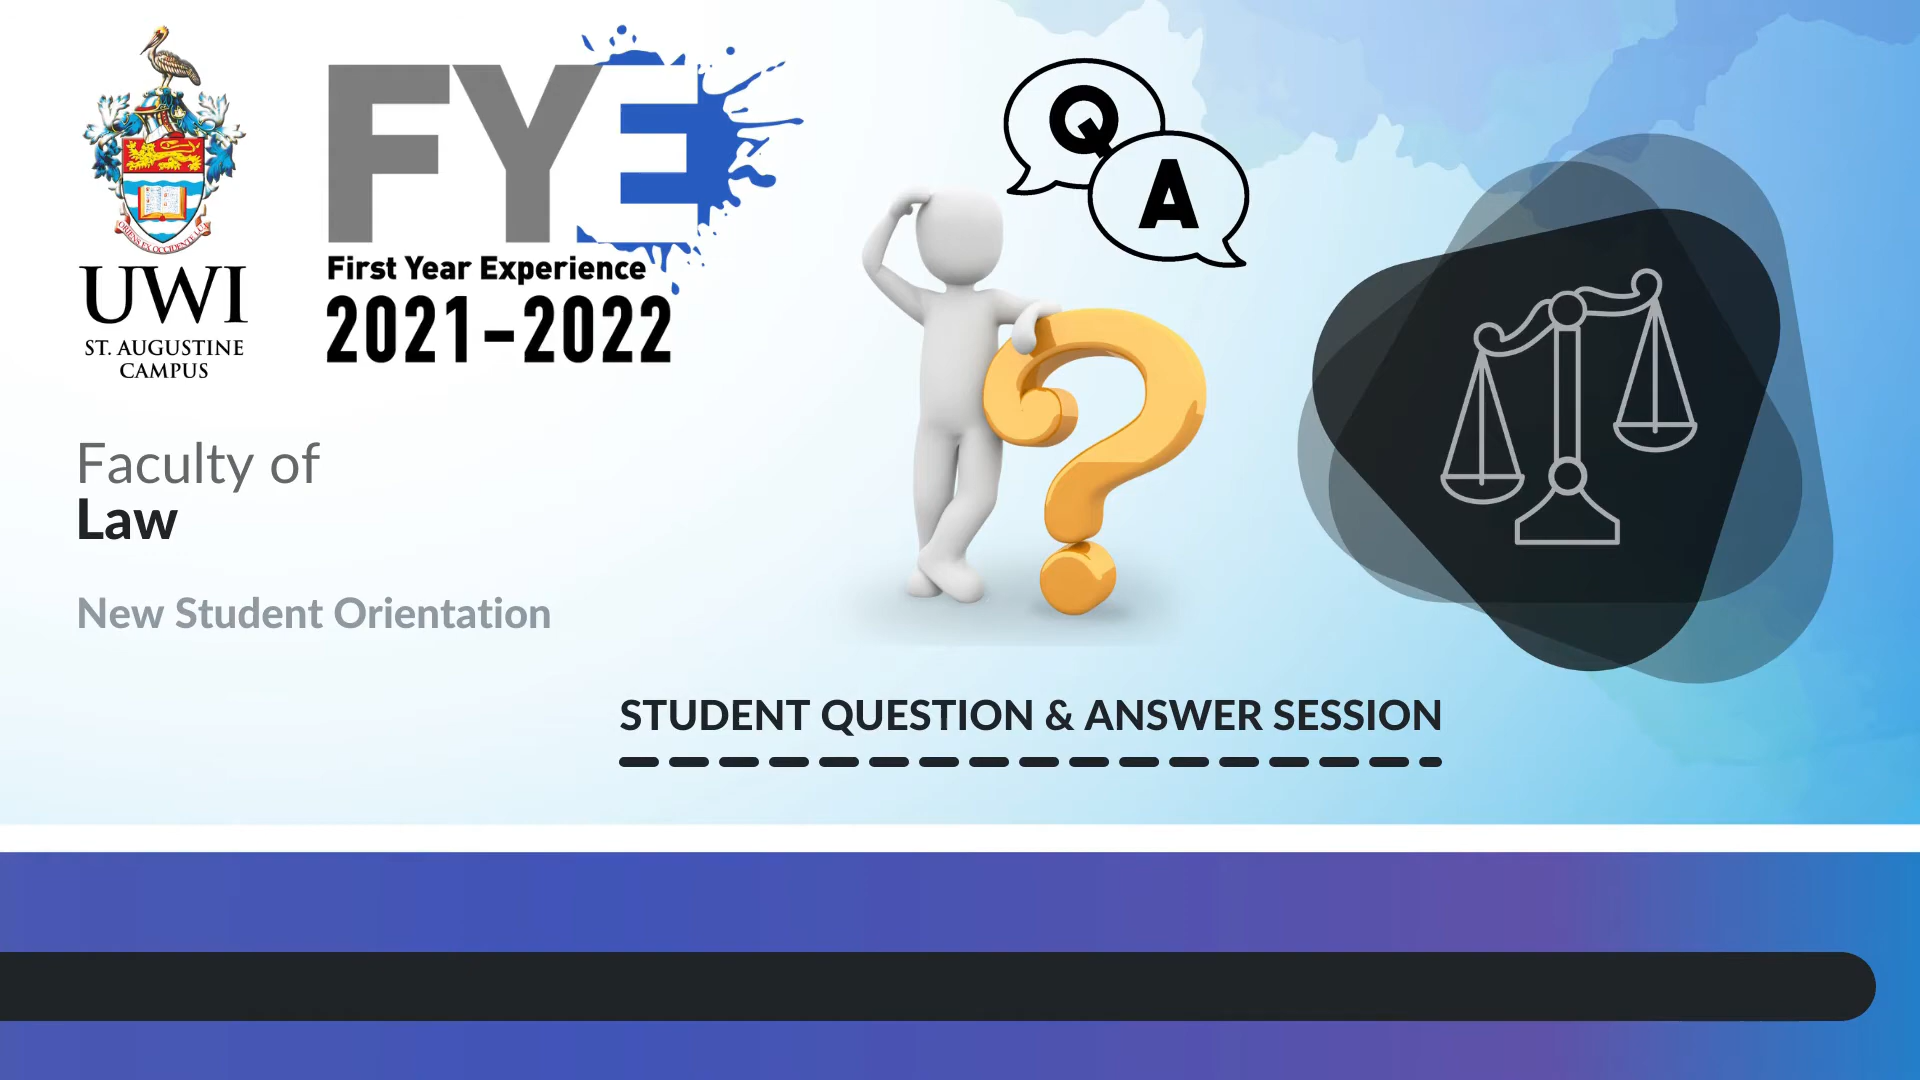 UWI
ST. AUGUSTINE
CAMPUS
FYE
First Year Experience
2021-2022
Q
A
Faculty of
Law
New Student Orientation
STUDENT QUESTION & ANSWER SESSION